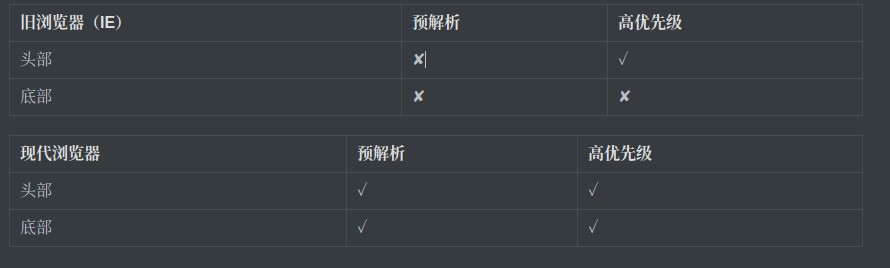 旧浏览器（IE） 预解析 高优先级
头部 ✘ √
底部 ✘ ✘
现代浏览器 预解析 高优先级
头部 √ √
底部 √ √